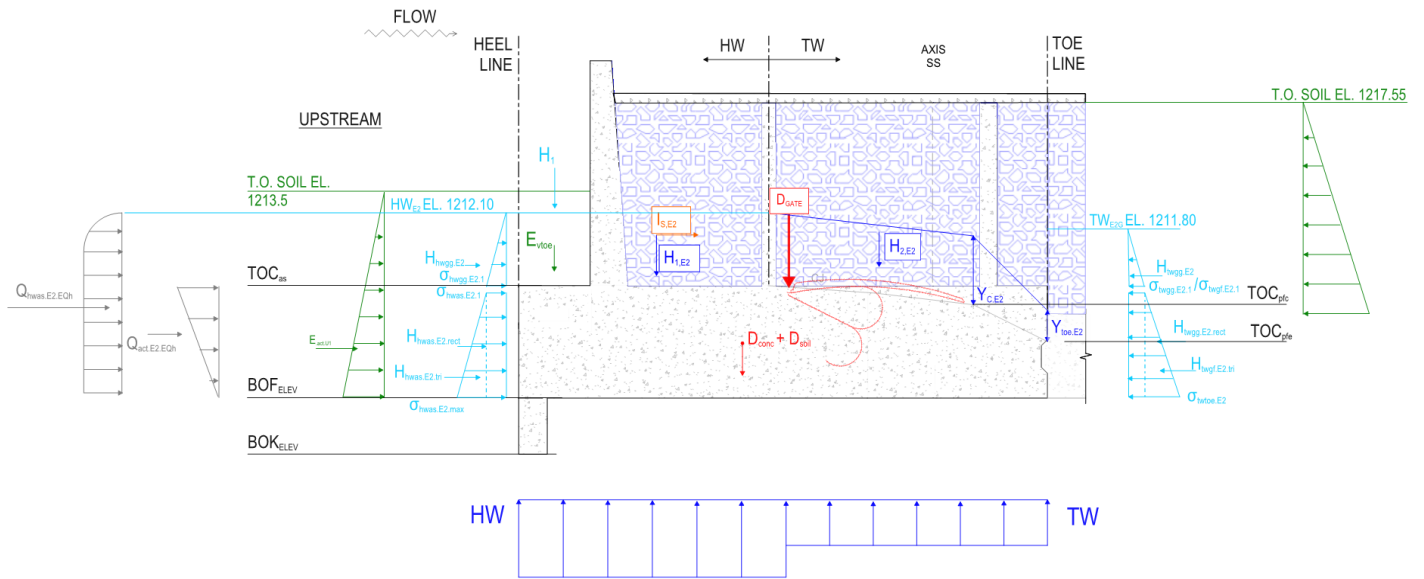 FLOW
HEEL
LINE
HW
TW
AXIS
SS
TOE
LINE
T.O. SOIL EL. 1217.55
UPSTREAM
H1
T.O. SOIL EL.
1213.5
HWE2 EL. 1212.10
DGATE
IS,E2
TWE2G EL. 1211.80
Evtoe
H1,E2
H2,E2
Hhwgg.E2
σhwgg.E2.1
TOCas
σhwas.E2.1
Htwgg.E2
σtwgg.E2.1/σtwgf.E2.1
Qhwas.E2.EQh
YC.E2
TOCpfc
Qact.E2.EQh
Hhwas.E2.rect
Ytoe.E2
Htwgg.E2.rect
TOCpfe
Dconc + Dsoil
Hhwas.E2.tri
Htwgf.E2.tri
BOFELEV
σhwas.E2.max
σtwtoe.E2
BOKELEV
HW
TW